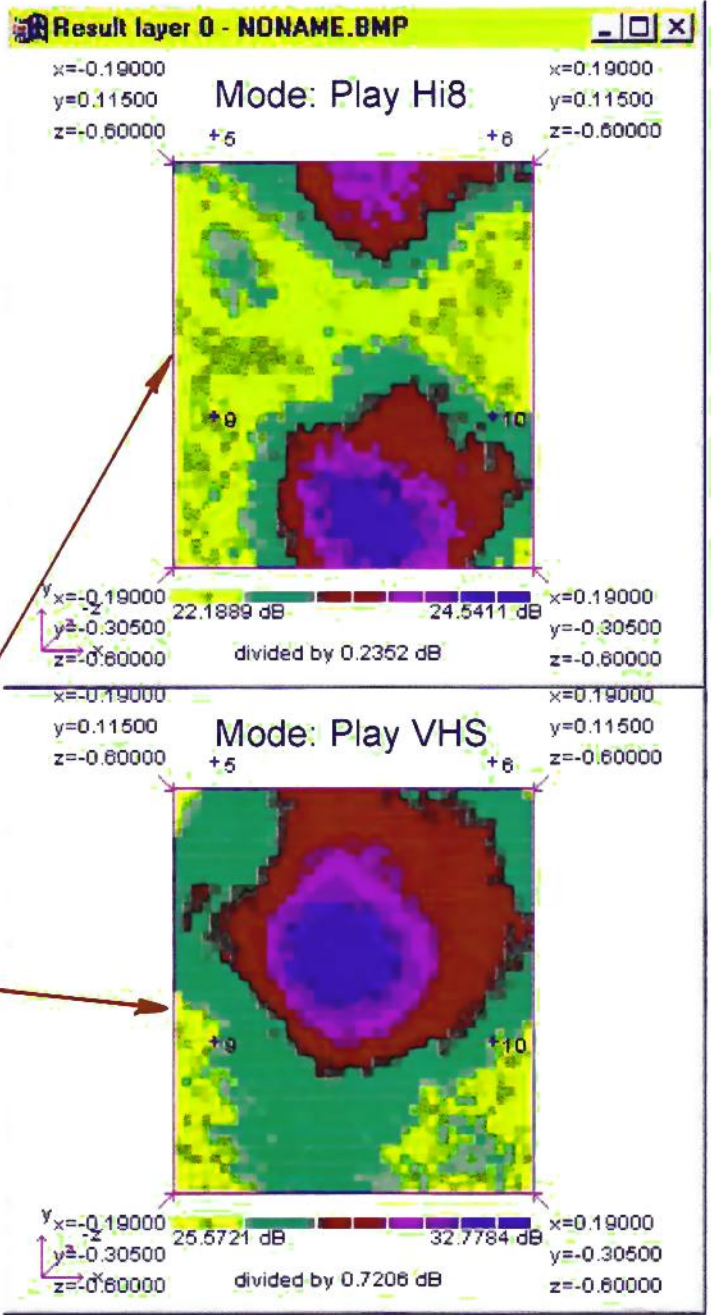 Result layer 0 - NONAME.BMP
x=-0.19000
y=0.11500
z=-0.60000
Mode: Play Hi8
x=0.19000
y=0.11500
z=-0.60000
+5
+6
+9
+10
y
-z
x
x=-0.19000
y=-0.30500
z=-0.60000
22.1889 dB
24.5411 dB
divided by 0.2352 dB
x=0.19000
y=-0.30500
z=-0.60000
x=-0.19000
y=0.11500
z=-0.60000
Mode: Play VHS
x=0.19000
y=0.11500
z=-0.60000
+5
+6
+9
+10
y
-z
x
x=-0.19000
y=-0.30500
z=-0.60000
25.5721 dB
32.7784 dB
divided by 0.7206 dB
x=0.19000
y=-0.30500
z=-0.60000